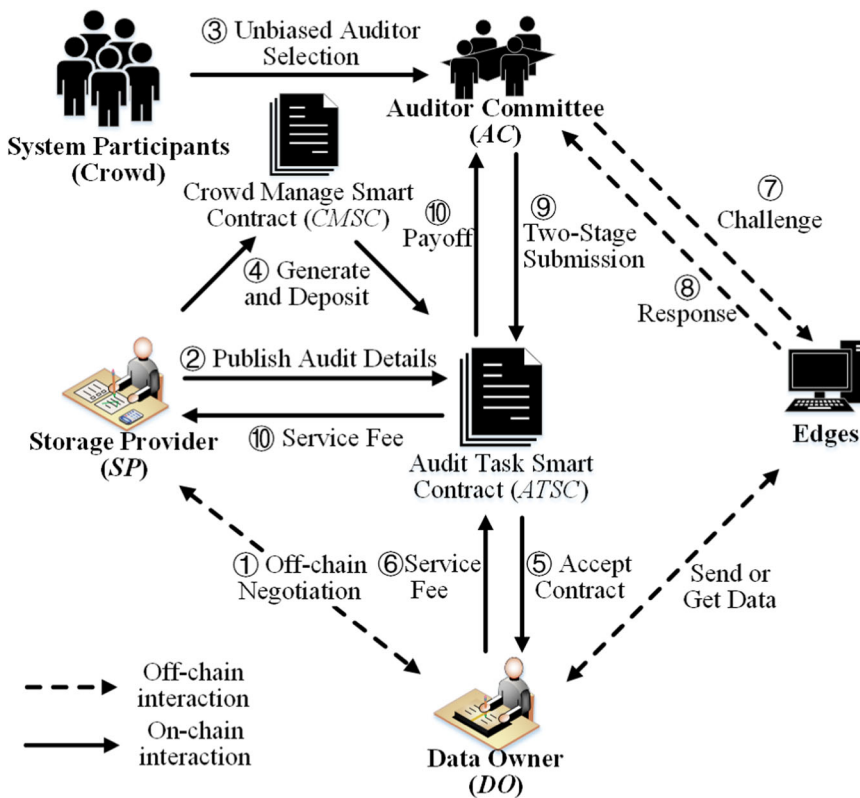 ③ Unbiased Auditor
Selection
System Participants
(Crowd)
Auditor Committee
(AC)
Crowd Manage Smart
Contract (CMSC)
④ Generate
and Deposit
⑩
Payoff
⑨
Two-Stage
Submission
⑦
Challenge
⑧
Response
② Publish Audit Details
⑩ Service Fee
Storage Provider
(SP)
Audit Task Smart
Contract (ATSC)
Edges
① Off-chain
Negotiation
⑥Service
Fee
⑤ Accept
Contract
Send or
Get Data
Off-chain
interaction
On-chain
interaction
Data Owner
(DO)